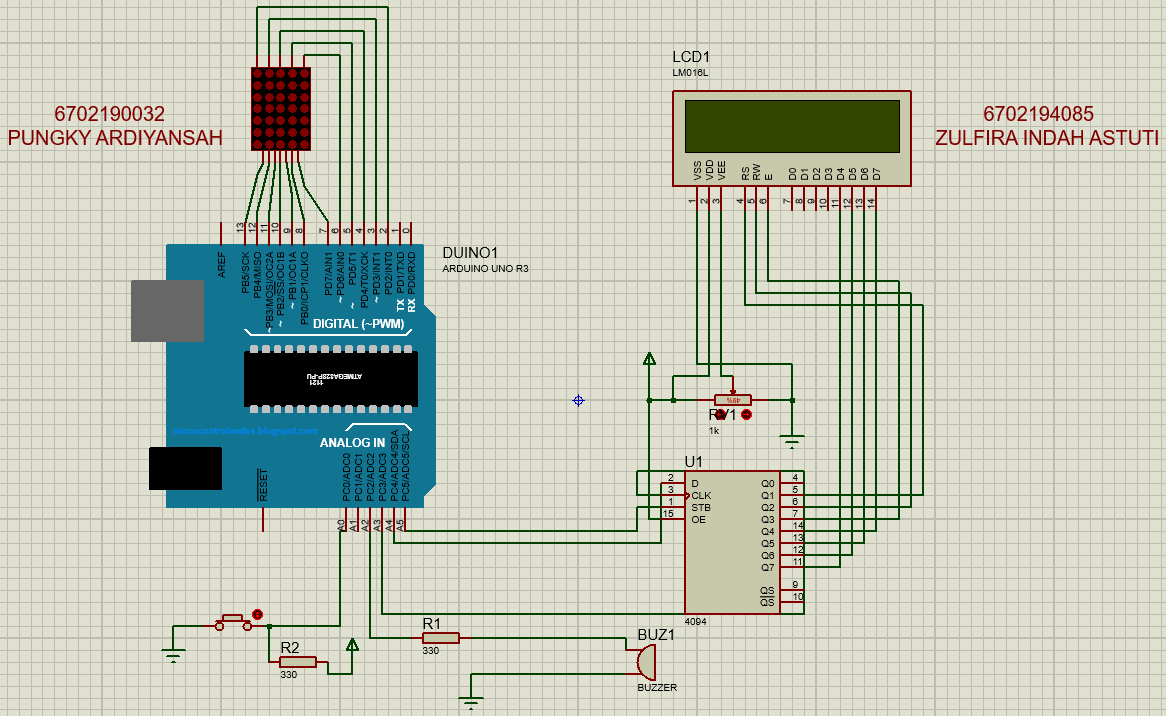 6702190032
PUNGKY ARDIYANSAH
LCD1
LM016L
6702194085
ZULFIRA INDAH ASTUTI
VSS
VDD
VEE
RS
RW
E
D0
D1
D2
D3
D4
D5
D6
D7
1
2
3
4
5
6
7
8
9
10
11
12
13
14
DUINO1
ARDUINO UNO R3
13
12
11
10
9
8
7
6
5
4
3
2
1
0
AREF
PB5/SCK
PB4/MISO
~PB3/MOSI/OC2A
~PB2/SS/OC1B
~PB1/OC1A
PB0/ICP1/CLKO
PD7/AIN1
~PD6/AIN0
~PD5/T1
PD4/T0/XCK
~PD3/INT1
PD2/INT0
TX PD1/TXD
RX PD0/RXD
DIGITAL (~PWM)
ATMEGA328P-PU
1121
microcontrolandos.blogspot.com
ANALOG IN
RESET
PC0/ADC0
PC1/ADC1
PC2/ADC2
PC3/ADC3
PC4/ADC4/SDA
PC5/ADC5/SCL
A0
A1
A2
A3
A4
A5
49%
RV1
1k
U1
2 D
3 CLK
1 STB
15 OE
Q0 4
Q1 5
Q2 6
Q3 7
Q4 14
Q5 13
Q6 12
Q7 11
QS 9
QS 10
4094
R1
330
R2
330
BUZ1
BUZZER